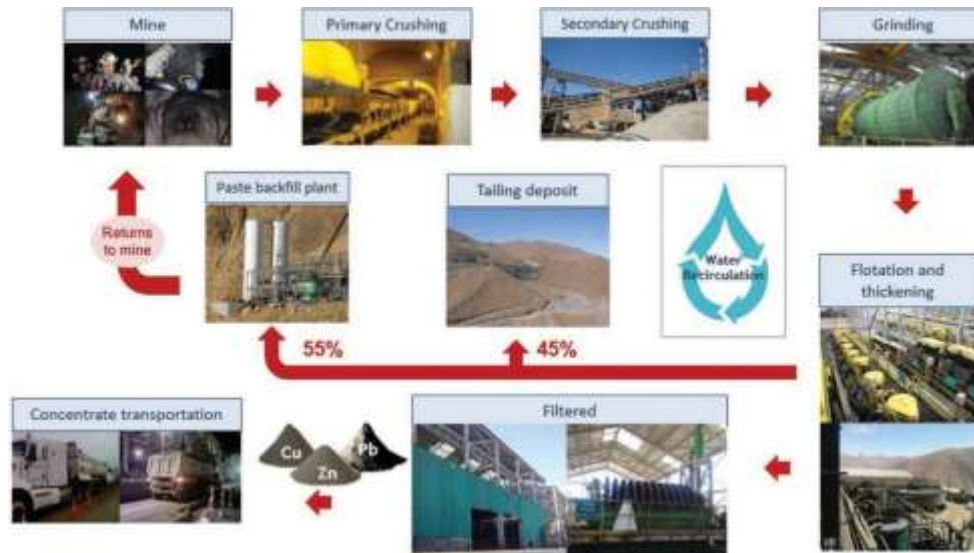 Mine
Primary Crushing
Secondary Crushing
Grinding
Paste backfill plant
Tailing deposit
Returns
to mine
Water
Recirculation
Flotation and
thickening
55%
45%
Concentrate transportation
Cu
Zn
Pb
Filtered